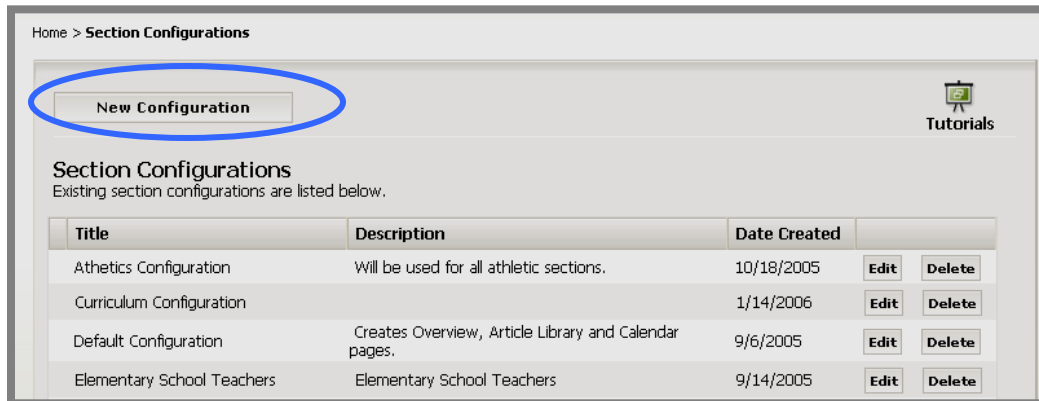 Home > Section Configurations
New Configuration
Tutorials
Section Configurations
Existing section configurations are listed below.
Title Description Date Created
Athetics Configuration Will be used for all athletic sections. 10/18/2005 Edit Delete
Curriculum Configuration 1/14/2006 Edit Delete
Default Configuration Creates Overview, Article Library and Calendar pages. 9/6/2005 Edit Delete
Elementary School Teachers Elementary School Teachers 9/14/2005 Edit Delete